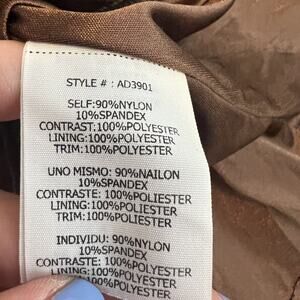 STYLE # : AD3901
SELF:90%NYLON
10%SPANDEX
CONTRAST:100%POLYESTER
LINING:100%POLYESTER
TRIM:100%POLYESTER
UNO MISMO: 90%NAILON
10%SPANDEX
CONTRASTE: 100%POLIESTER
LINING:100%POLIESTER
TRIM:100%POLIESTER
INDIVIDU: 90%NYLON
10%SPANDEX
CONTRASTE: 100%POLYESTER
LINING:100%POLYESTER
POLYESTER